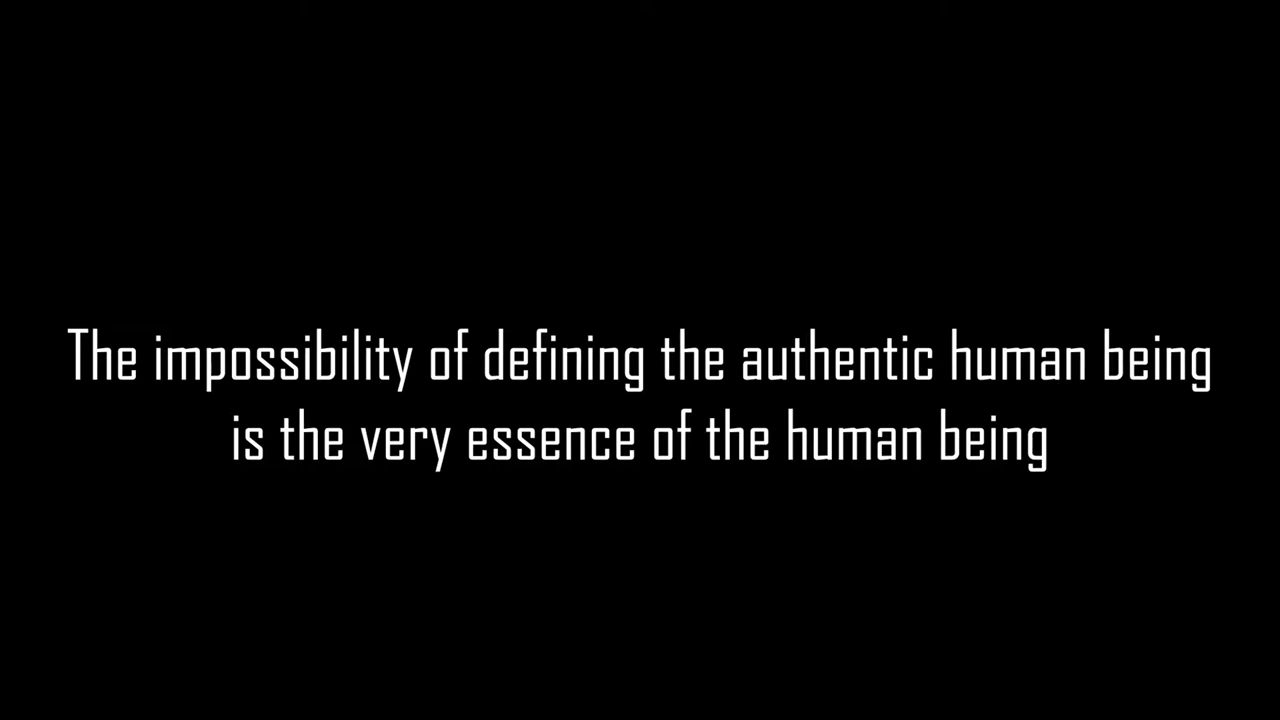 The impossibility of defining the authentic human being
is the very essence of the human being